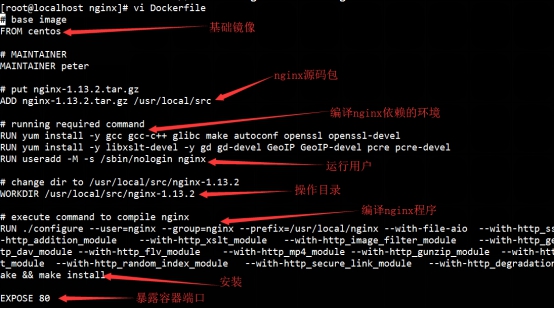 [root@localhost nginx]# vi Dockerfile
# base image
FROM centos
基础镜像
# MAINTAINER
MAINTAINER peter
# put nginx-1.13.2.tar.gz
nginx源码包
ADD nginx-1.13.2.tar.gz /usr/local/src
# running required command
编译nginx依赖的环境
RUN yum install -y gcc gcc-c++ glibc make autoconf openssl openssl-devel
RUN yum install -y libxslt-devel -y gd gd-devel GeoIP GeoIP-devel pcre pcre-devel
RUN useradd -M -s /sbin/nologin nginx
运行用户
# change dir to /usr/local/src/nginx-1.13.2
WORKDIR /usr/local/src/nginx-1.13.2
操作目录
# execute command to compile nginx
编译nginx程序
RUN ./configure --user=nginx --group=nginx --prefix=/usr/local/nginx --with-file-aio --with-http_ss
-http_addition_module --with-http_xslt_module --with-http_image_filter_module --with-http_ge
tp_dav_module --with-http_flv_module --with-http_mp4_module --with-http_gunzip_module --with-
t_module --with-http_random_index_module --with-http_secure_link_module --with-http_degradation
ake && make install
安装
EXPOSE 80
暴露容器端口